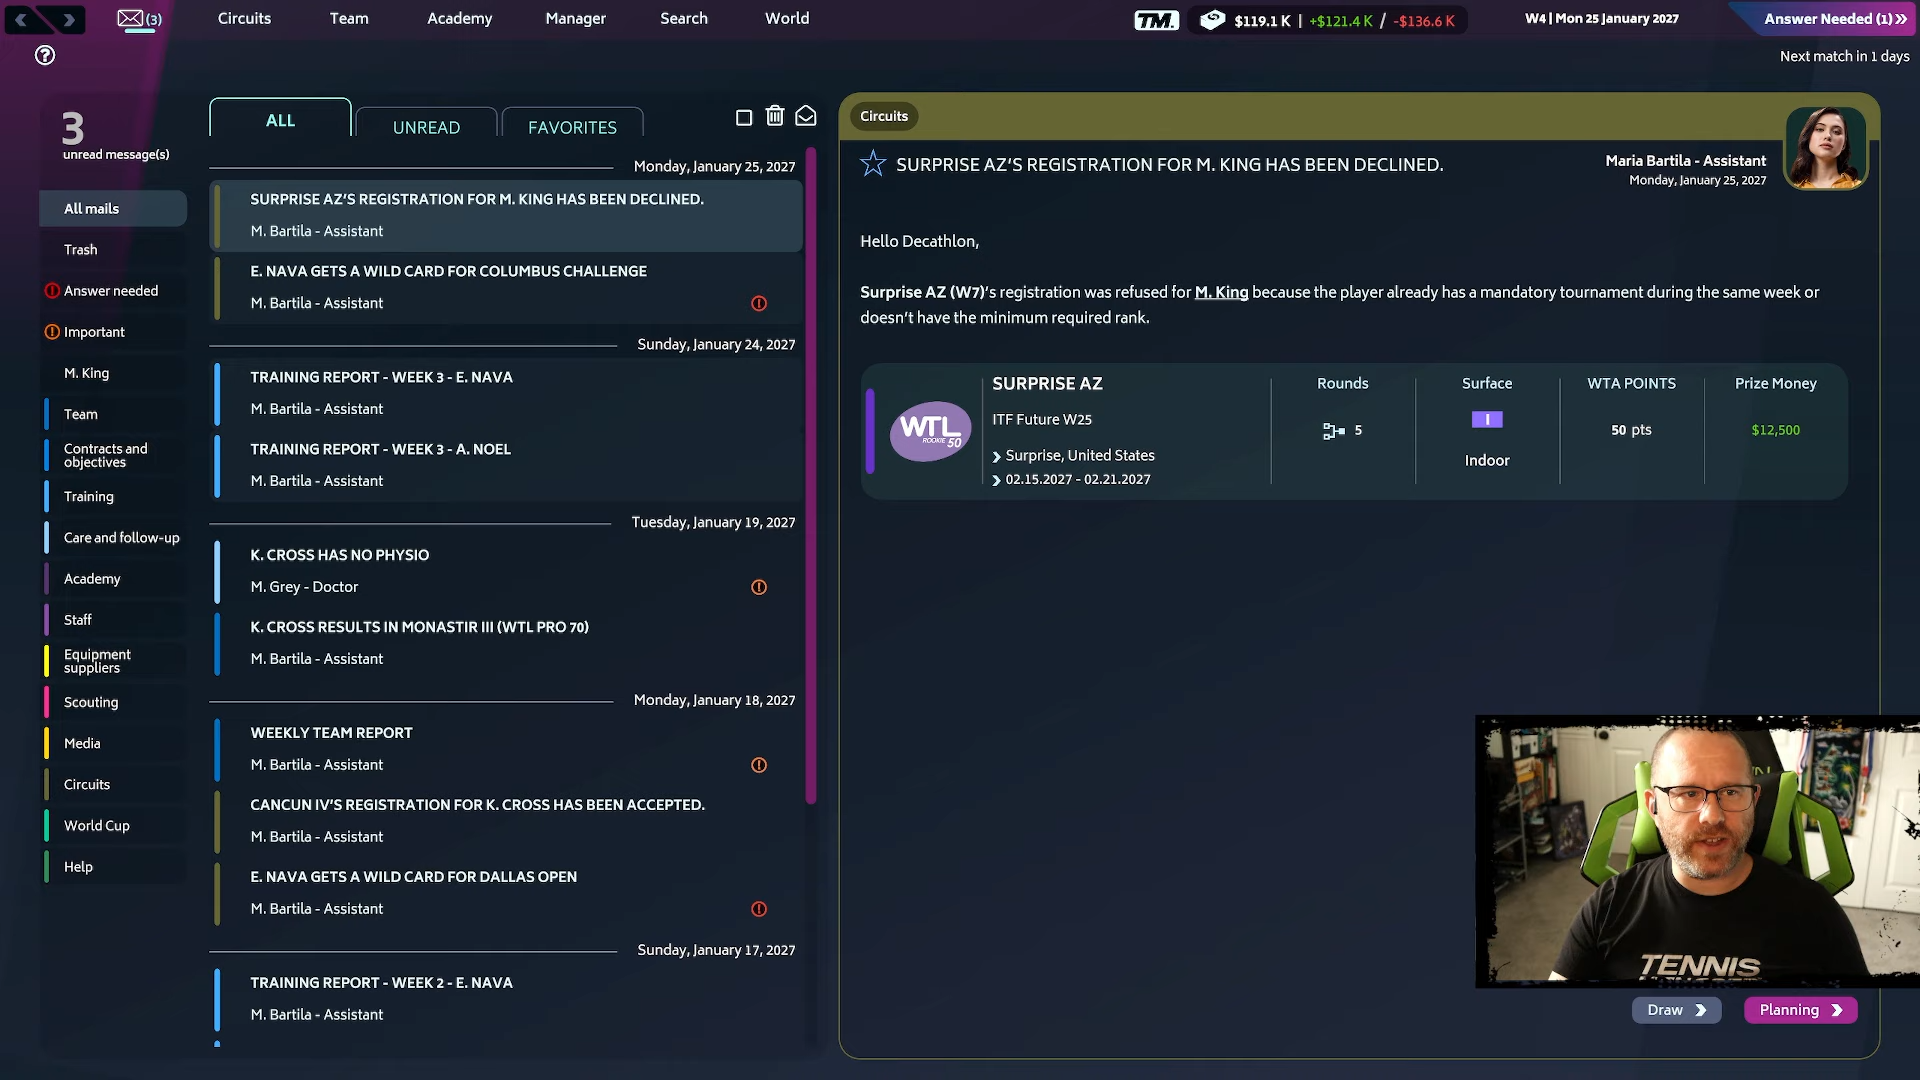 (3)
Circuits
Team
Academy
Manager
Search
World
TM.
$119.1 K | +$121.4 K / -$136.6 K
W4 | Mon 25 January 2027
Answer Needed (1)
Next match in 1 days
3
unread message(s)
All mails
Trash
Answer needed
Important
M. King
Team
Contracts and
objectives
Training
Care and follow-up
Academy
Staff
Equipment
suppliers
Scouting
Media
Circuits
World Cup
Help
ALL
UNREAD
FAVORITES
Monday, January 25, 2027
SURPRISE AZ'S REGISTRATION FOR M. KING HAS BEEN DECLINED.
M. Bartila - Assistant
E. NAVA GETS A WILD CARD FOR COLUMBUS CHALLENGE
M. Bartila - Assistant
Sunday, January 24, 2027
TRAINING REPORT - WEEK 3 - E. NAVA
M. Bartila - Assistant
TRAINING REPORT - WEEK 3 - A. NOEL
M. Bartila - Assistant
Tuesday, January 19, 2027
K. CROSS HAS NO PHYSIO
M. Grey - Doctor
K. CROSS RESULTS IN MONASTIR III (WTL PRO 70)
M. Bartila - Assistant
Monday, January 18, 2027
WEEKLY TEAM REPORT
M. Bartila - Assistant
CANCUN IV'S REGISTRATION FOR K. CROSS HAS BEEN ACCEPTED.
M. Bartila - Assistant
E. NAVA GETS A WILD CARD FOR DALLAS OPEN
M. Bartila - Assistant
Sunday, January 17, 2027
TRAINING REPORT - WEEK 2 - E. NAVA
M. Bartila - Assistant
Circuits
SURPRISE AZ'S REGISTRATION FOR M. KING HAS BEEN DECLINED.
Maria Bartila - Assistant
Monday, January 25, 2027
Hello Decathlon,
Surprise AZ (W7)'s registration was refused for M. King because the player already has a mandatory tournament during the same week or
doesn't have the minimum required rank.
WTL
ROOKIE 50
SURPRISE AZ
ITF Future W25
Surprise, United States
02.15.2027 - 02.21.2027
Rounds
5
Surface
I
Indoor
WTA POINTS
50 pts
Prize Money
$12,500
TENNIS
Draw
Planning